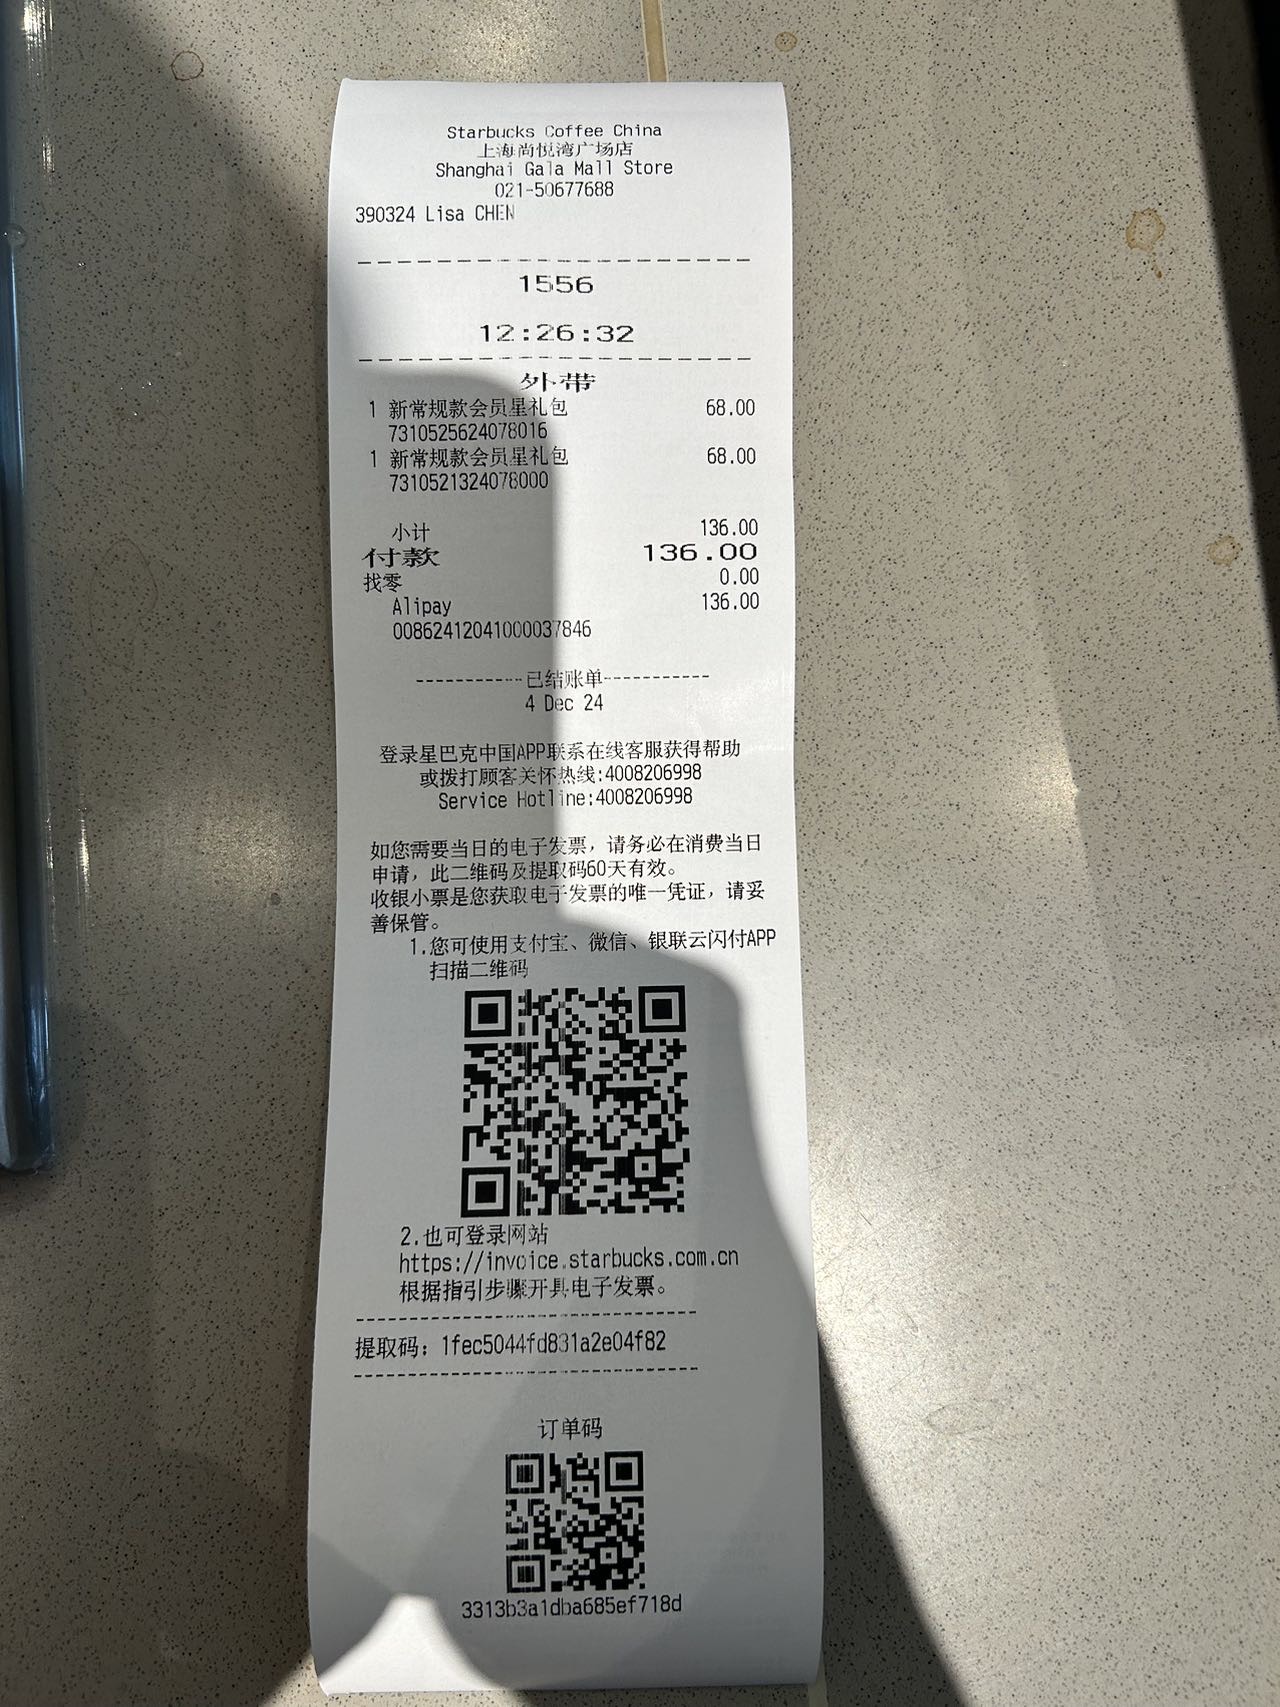 Starbucks Coffee China
上海尚悦湾广场店
Shanghai Gala Mall Store
021-50677688
390324 Lisa CHEN
1556
12:26:32
外带
1 新常规款会员星礼包 68.00
7310525624078016
1 新常规款会员星礼包 68.00
7310521324078000
小计 136.00
付款 136.00
找零 0.00
Alipay 136.00
00862412041000037846
-----------已结账单-----------
4 Dec 24
登录星巴克中国APP联系在线客服获得帮助
或拨打顾客关怀热线:4008206998
Service Hotline:4008206998
如您需要当日的电子发票，请务必在消费当日
申请，此二维码及提取码60天有效。
收银小票是您获取电子发票的唯一凭证，请妥
善保管。
1.您可使用支付宝、微信、银联云闪付APP
扫描二维码
2.也可登录网站
https://invoice.starbucks.com.cn
根据指引步骤开具电子发票。
提取码：1fec5044fd831a2e04f82
订单码
3313b3a1dba685ef718d